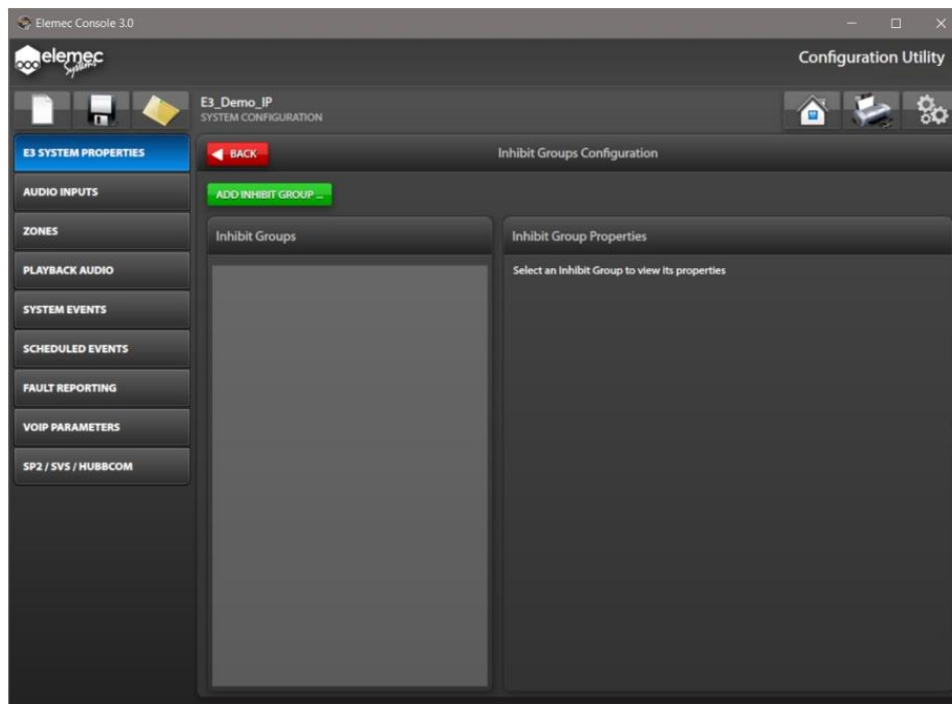 Elemec Console 3.0
elemec
Systems
Configuration Utility
E3_Demo_IP
SYSTEM CONFIGURATION
E3 SYSTEM PROPERTIES
AUDIO INPUTS
ZONES
PLAYBACK AUDIO
SYSTEM EVENTS
SCHEDULED EVENTS
FAULT REPORTING
VOIP PARAMETERS
SP2 / SVS / HUBBCOM
BACK
Inhibit Groups Configuration
ADD INHIBIT GROUP ...
Inhibit Groups
Inhibit Group Properties
Select an Inhibit Group to view its properties